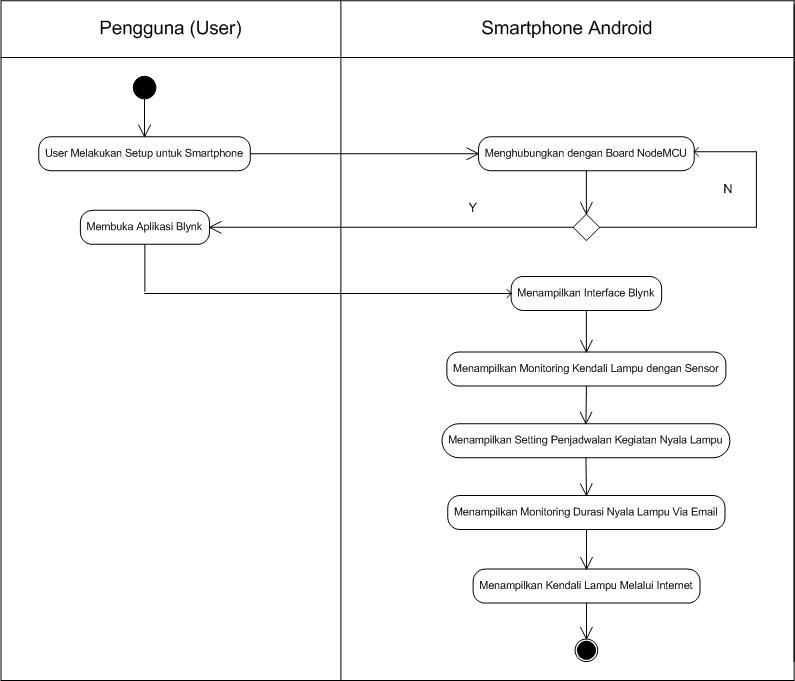 Pengguna (User)
Smartphone Android
User Melakukan Setup untuk Smartphone
Menghubungkan dengan Board NodeMCU
N
Y
Membuka Aplikasi Blynk
Menampilkan Interface Blynk
Menampilkan Monitoring Kendali Lampu dengan Sensor
Menampilkan Setting Penjadwalan Kegiatan Nyala Lampu
Menampilkan Monitoring Durasi Nyala Lampu Via Email
Menampilkan Kendali Lampu Melalui Internet